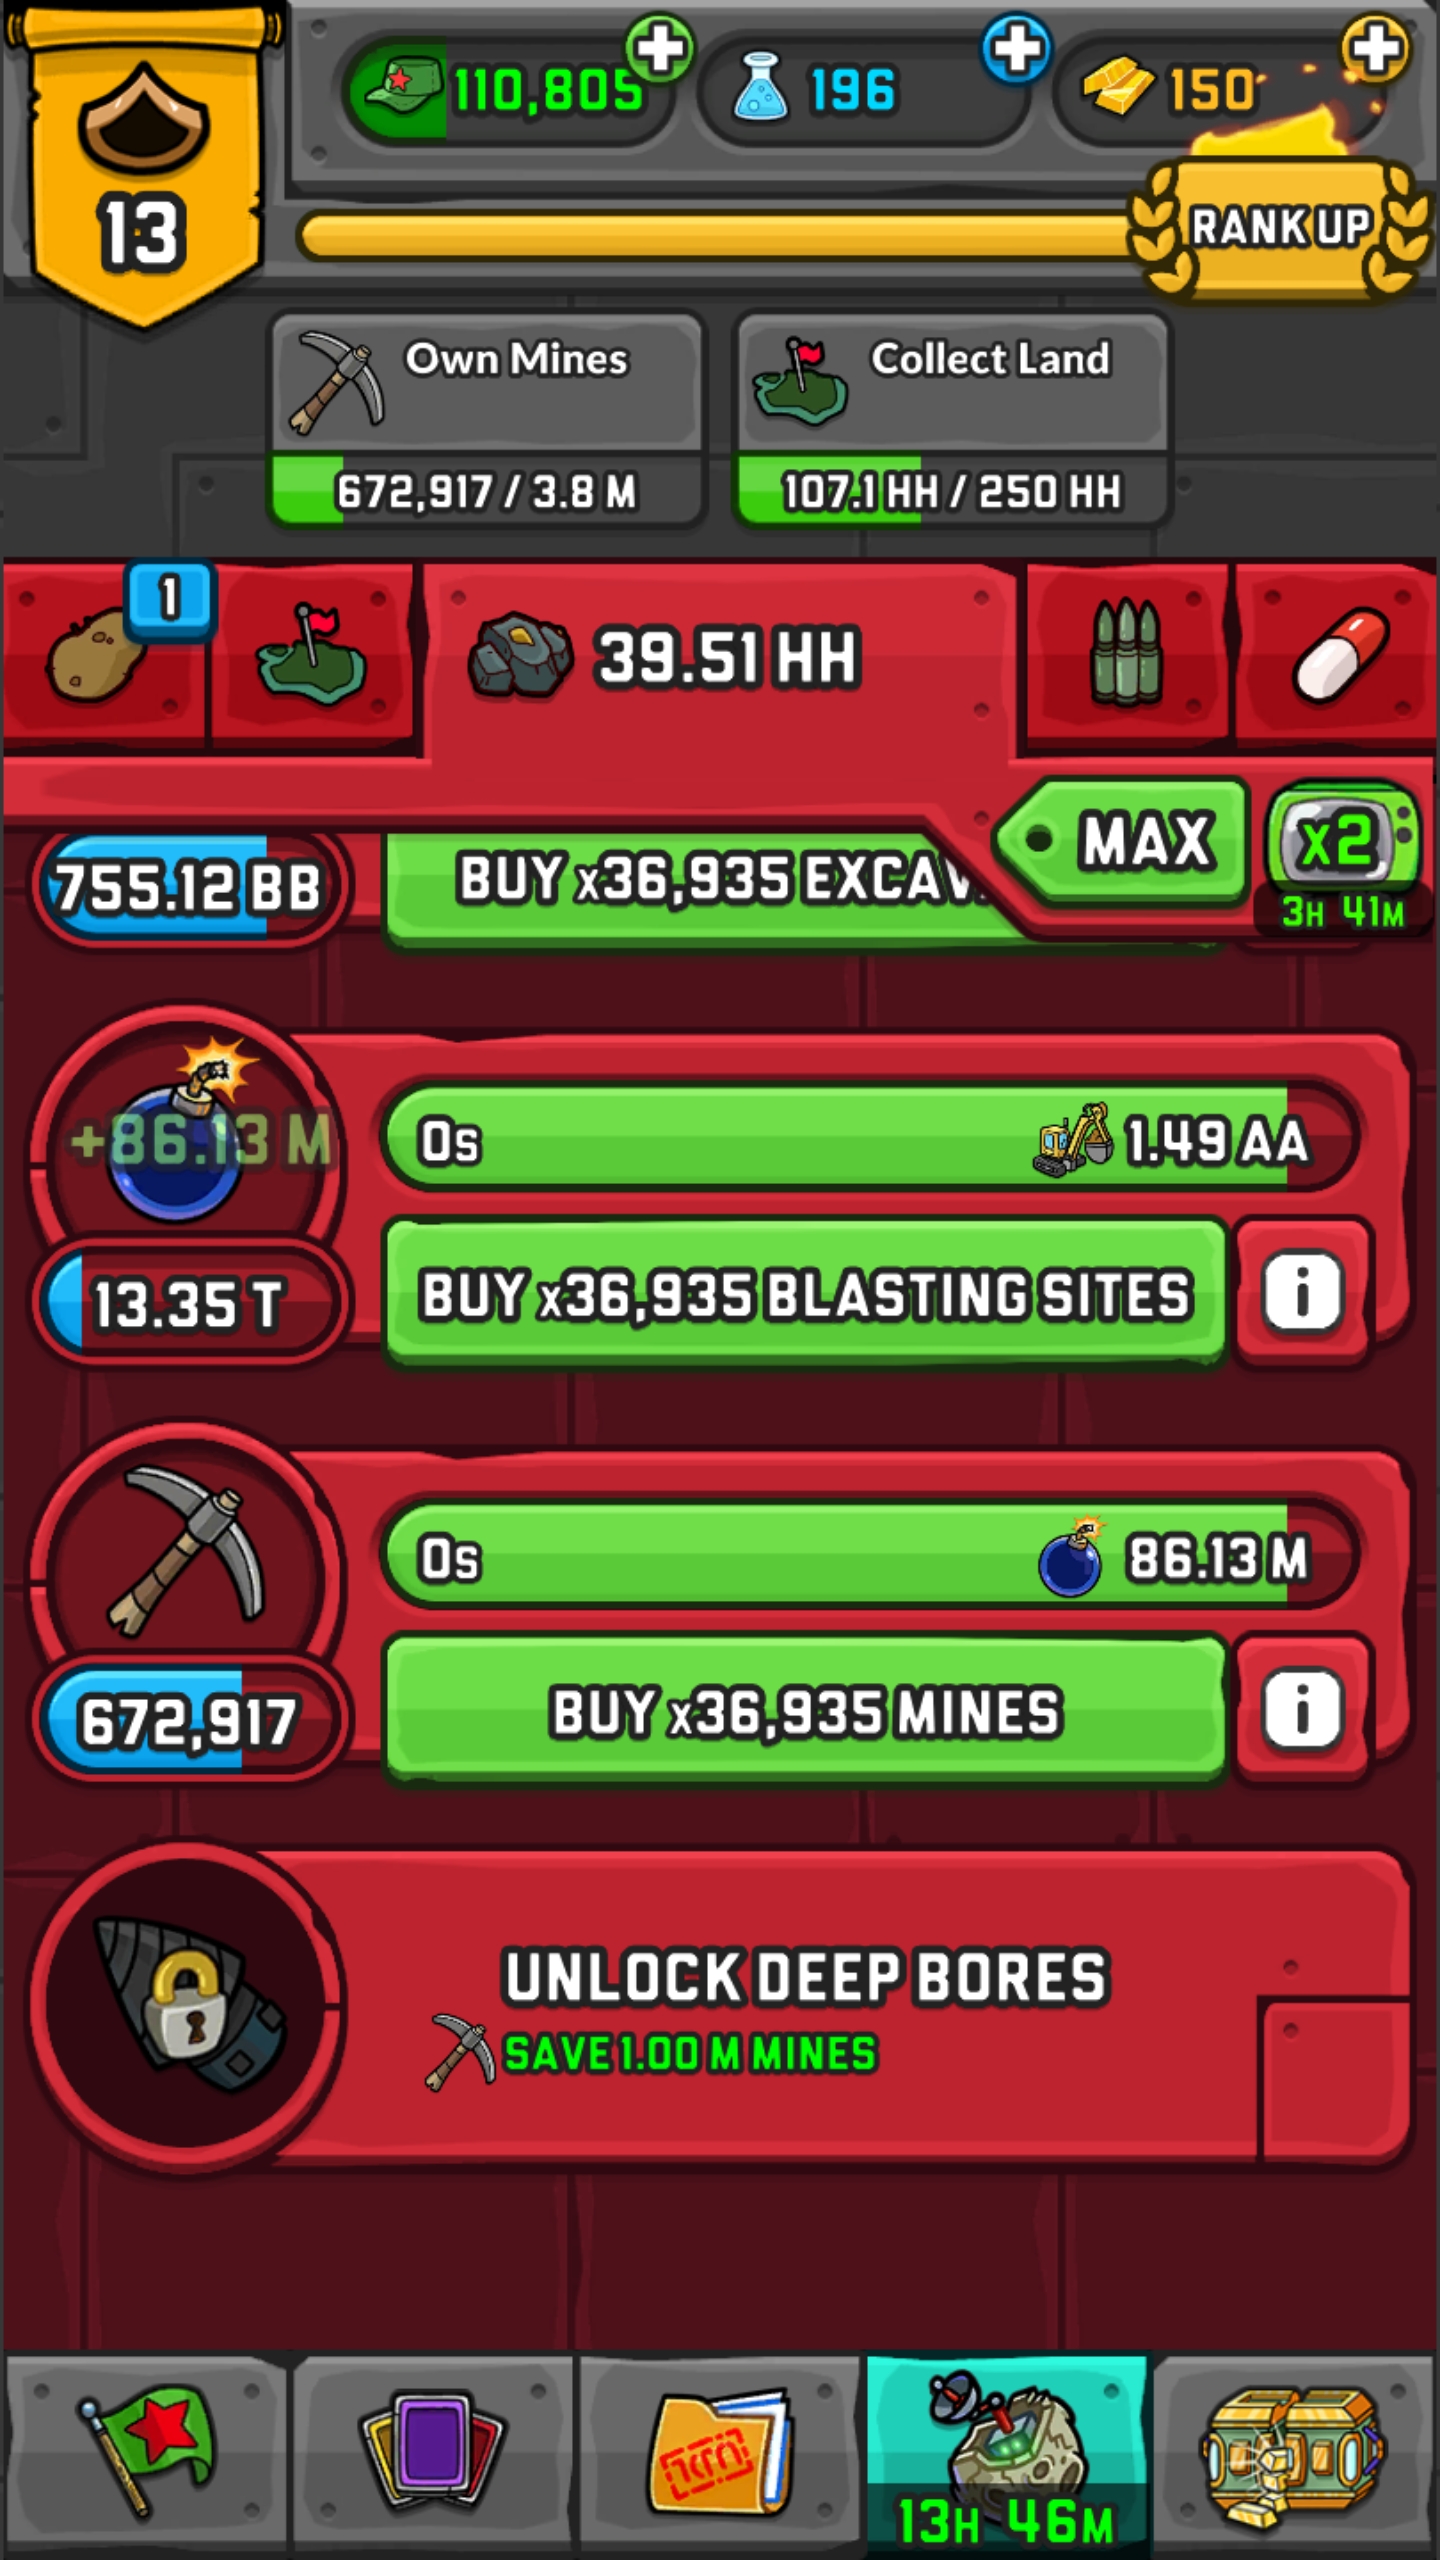 110,805
196
150
13
RANK UP
Own Mines
Collect Land
672,917 / 3.8 M
107.1 HH / 250 HH
1
39.51 HH
MAX
x2
3H 41M
755.12 BB
BUY x36,935
+86.13 M
0s
1.49 AA
13.35 T
BUY x36,935 BLASTING SITES
i
0s
86.13 M
672,917
BUY x36,935 MINES
i
UNLOCK DEEP BORES
SAVE 1.00 M MINES
13H 46M